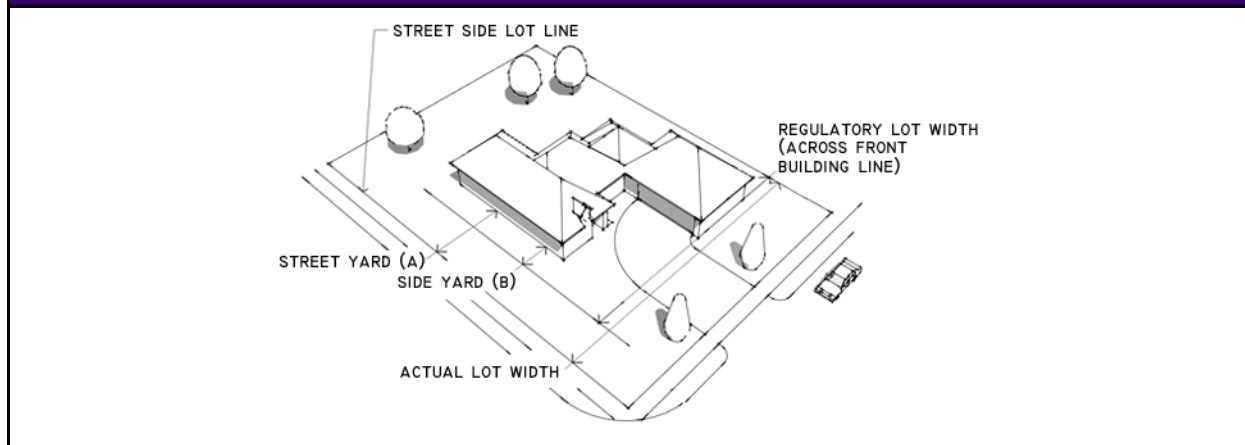 STREET SIDE LOT LINE
REGULATORY LOT WIDTH
(ACROSS FRONT
BUILDING LINE)
STREET YARD (A)
SIDE YARD (B)
ACTUAL LOT WIDTH